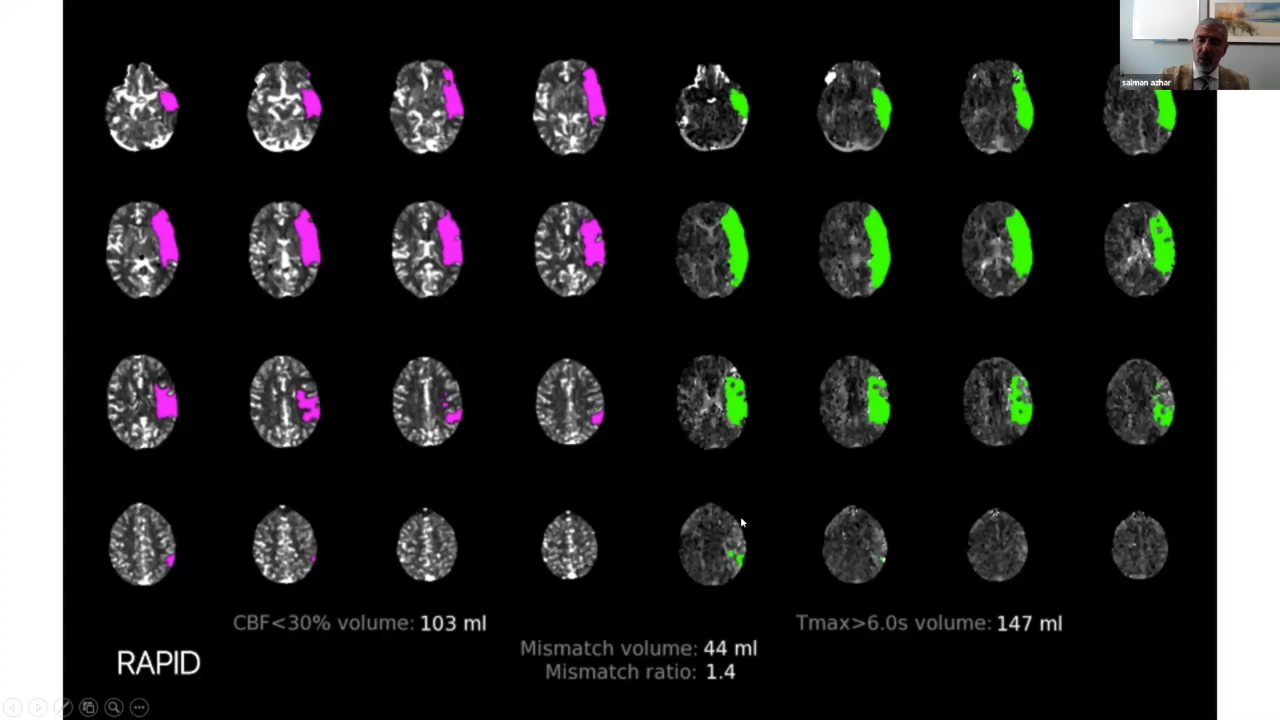 salman azhar
CBF<30% volume: 103 ml
Tmax>6.0s volume: 147 ml
Mismatch volume: 44 ml
Mismatch ratio: 1.4
RAPID